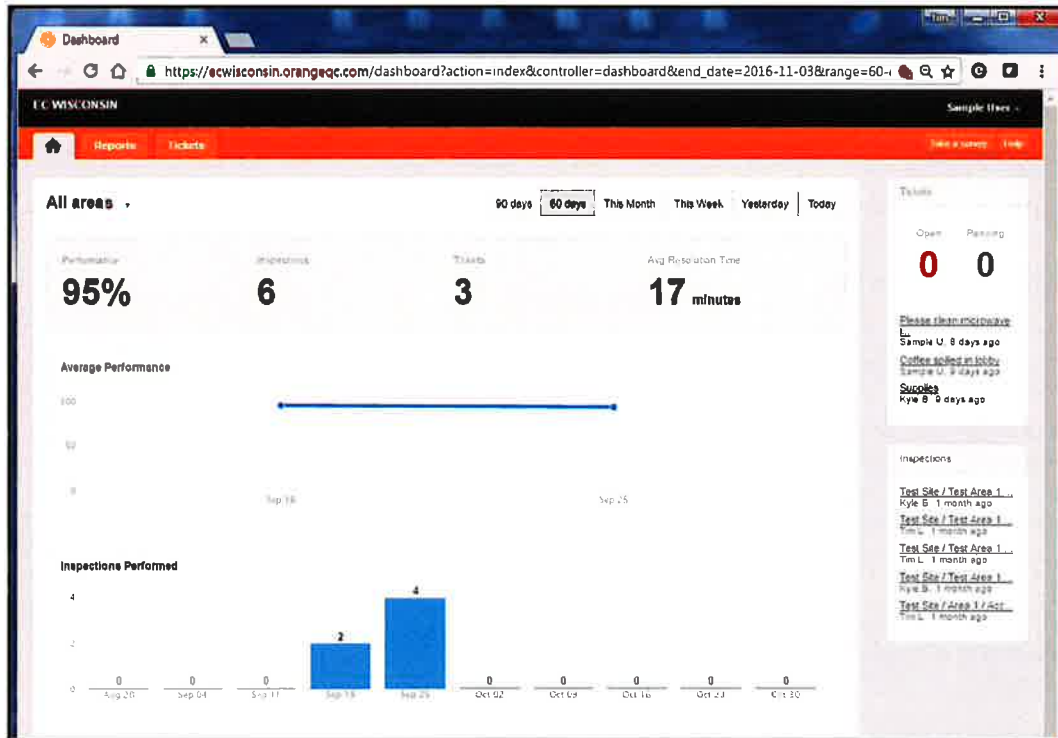 Tim
Dashboard
https://ecwisconsin.orangeqc.com/dashboard?action=index&controller=dashboard&end_date=2016-11-03&range=60-
EC WISCONSIN
Sample User
Reports
Tickets
Take a survey
Help
All areas
90 days
60 days
This Month
This Week
Yesterday
Today
Performance
Inspections
Tickets
Avg Resolution Time
95%
6
3
17 minutes
Average Performance
100
50
0
Sep 18
Sep 25
Inspections Performed
4
2
0
0
0
0
2
4
0
0
0
0
0
Sep 04
Sep 11
Sep 18
Sep 25
Oct 02
Oct 09
Oct 16
Oct 23
Oct 30
Tickets
Open
Pending
0
0
Please clean microwave
Sample U.
Coffee spilled in lobby
Sample U. 9 days ago
Supplies
Kyle B. 9 days ago
Inspections
Test Site / Test Area 1 ...
Kyle B. 1 month ago
Test Site / Test Area 1 ...
Tim L. 1 month ago
Test Site / Test Area 1 ...
Tim L. 1 month ago
Test Site / Test Area 1 ...
Kyle B. 1 month ago
Test Site / Area 1 /
Tim L. 1 month ago